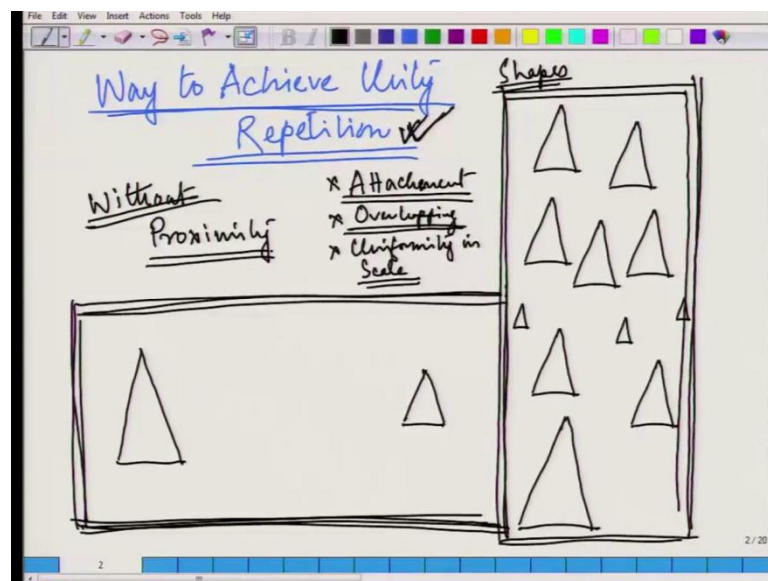 File Edit View Insert Actions Tools Help
Way to Achieve Unity
Repetition
Shapes
Without
Proximity
x Attachement
x Overlapping
x Uniformity in
Scale
2 / 20
2